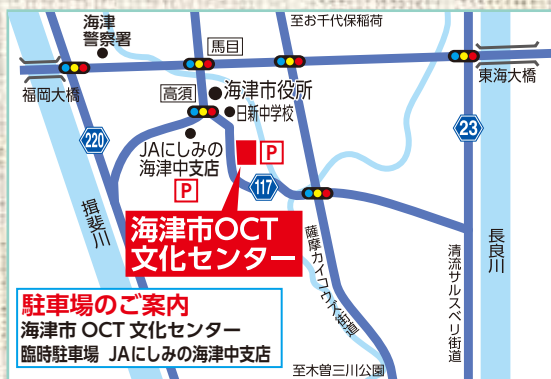 至お千代保稲荷
海津
警察署
馬目
福岡大橋
東海大橋
高須
海津市役所
日新中学校
23
220
JAにしみの
海津中支店
P
P
117
海津市OCT
文化センター
揖斐川
薩摩カイコウズ街道
清流サルスベリ街道
長良川
駐車場のご案内
海津市 OCT 文化センター
臨時駐車場 JAにしみの海津中支店
至木曽三川公園